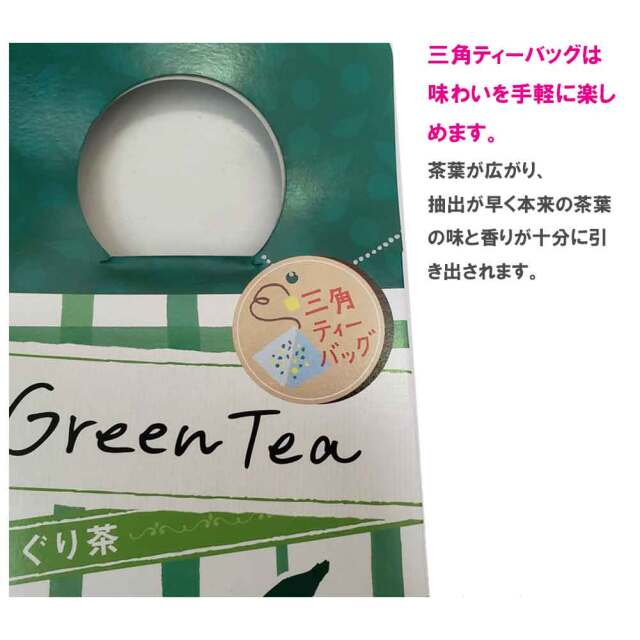 三角ティーバッグは
味わいを手軽に楽し
めます。
茶葉が広がり、
抽出が早く本来の茶葉
の味と香りが十分に引
き出されます。
三角
ティー
バッグ
Green Tea
ぐり茶